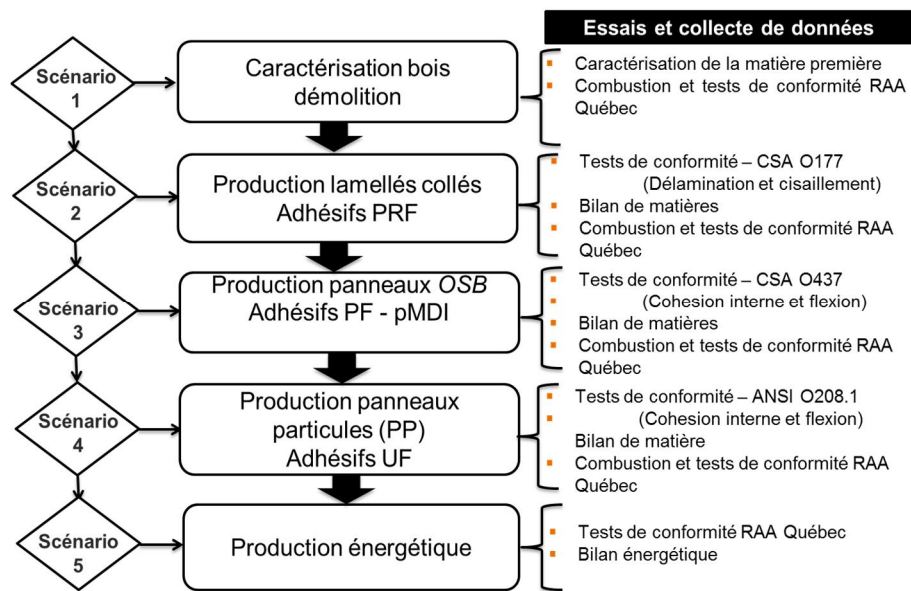 Essais et collecte de données
Scénario
1
Caractérisation bois
démolition
Caractérisation de la matière première
Combustion et tests de conformité RAA
Québec
Scénario
2
Production lamellés collés
Adhésifs PRF
Tests de conformité – CSA O177
(Délamination et cisaillement)
Bilan de matières
Combustion et tests de conformité RAA
Québec
Scénario
3
Production panneaux OSB
Adhésifs PF - pMDI
Tests de conformité – CSA O437
(Cohesion interne et flexion)
Bilan de matières
Combustion et tests de conformité RAA
Québec
Scénario
4
Production panneaux
particules (PP)
Adhésifs UF
Tests de conformité – ANSI O208.1
(Cohesion interne et flexion)
Bilan de matière
Combustion et tests de conformité RAA
Québec
Scénario
5
Production énergétique
Tests de conformité RAA Québec
Bilan énergétique